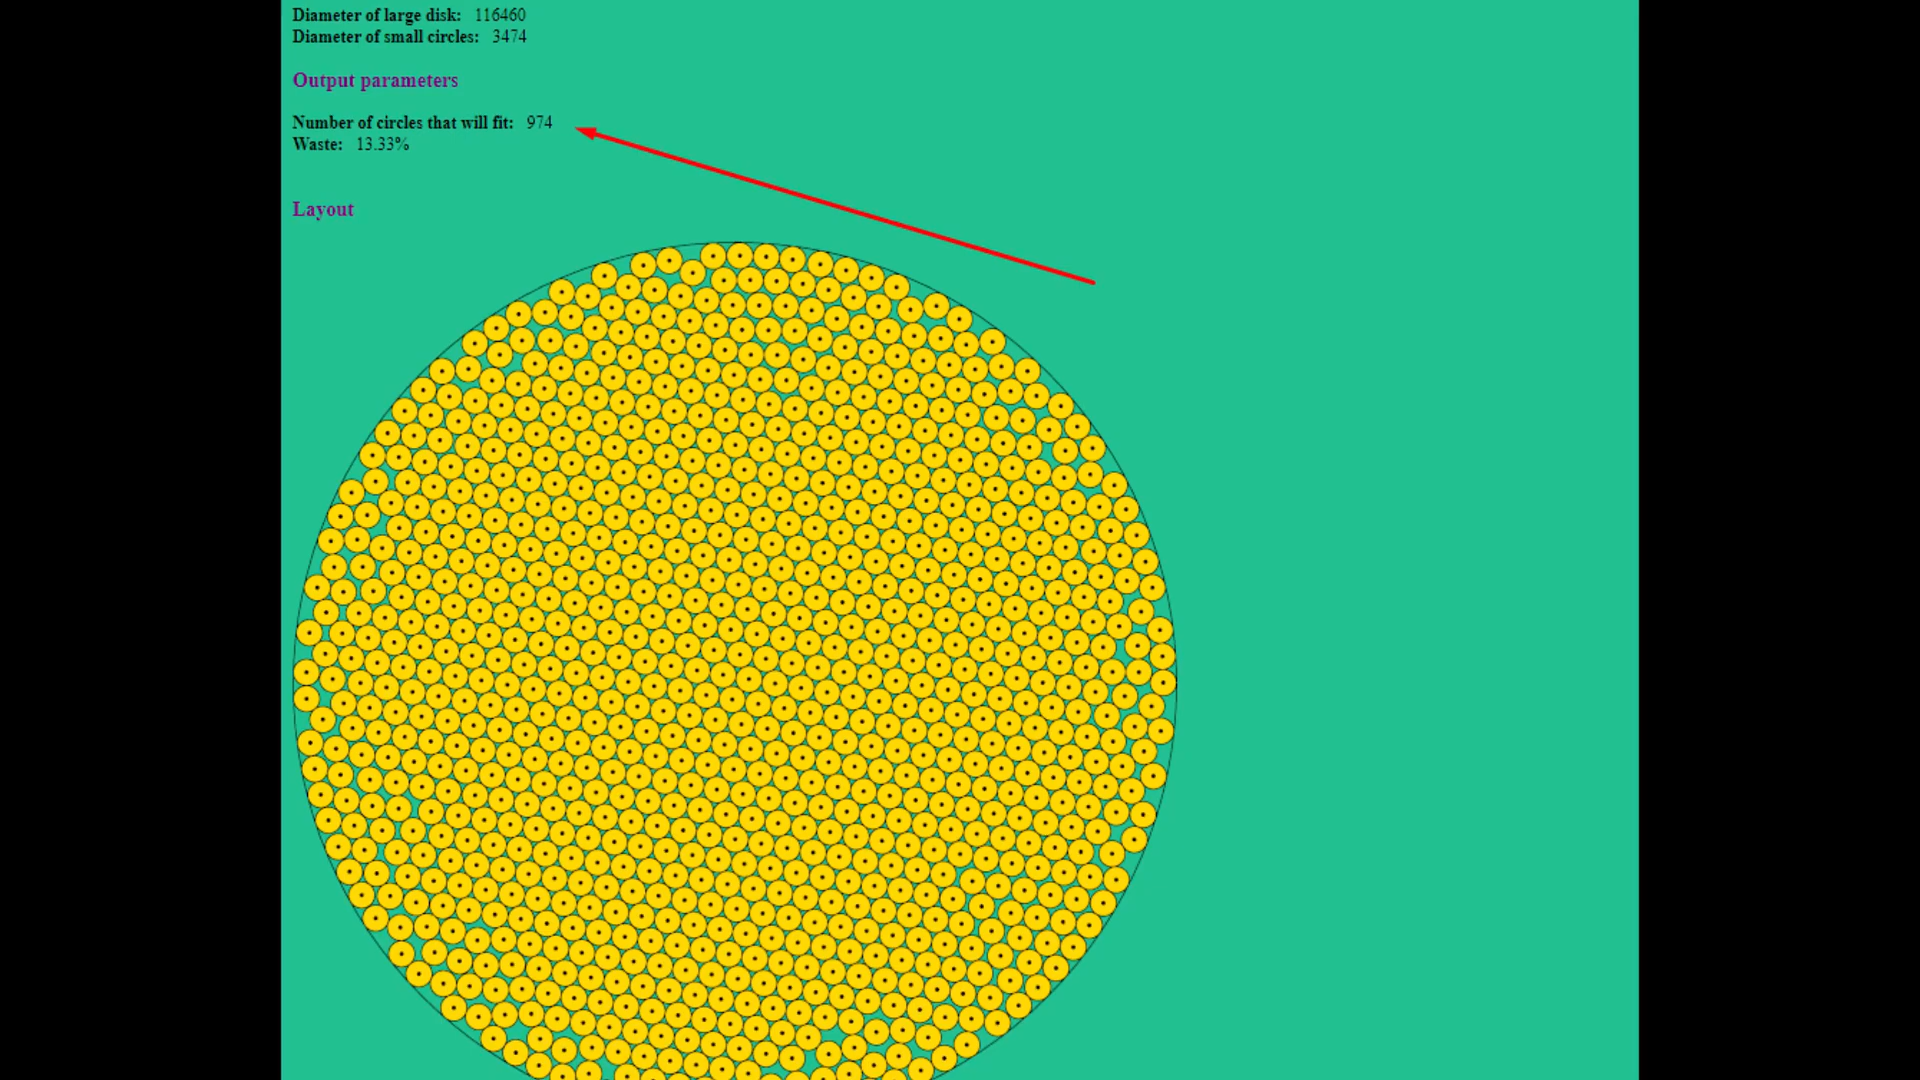 Diameter of large disk: 116460
Diameter of small circles: 3474
Output parameters
Number of circles that will fit: 974
Waste: 13.33%
Layout